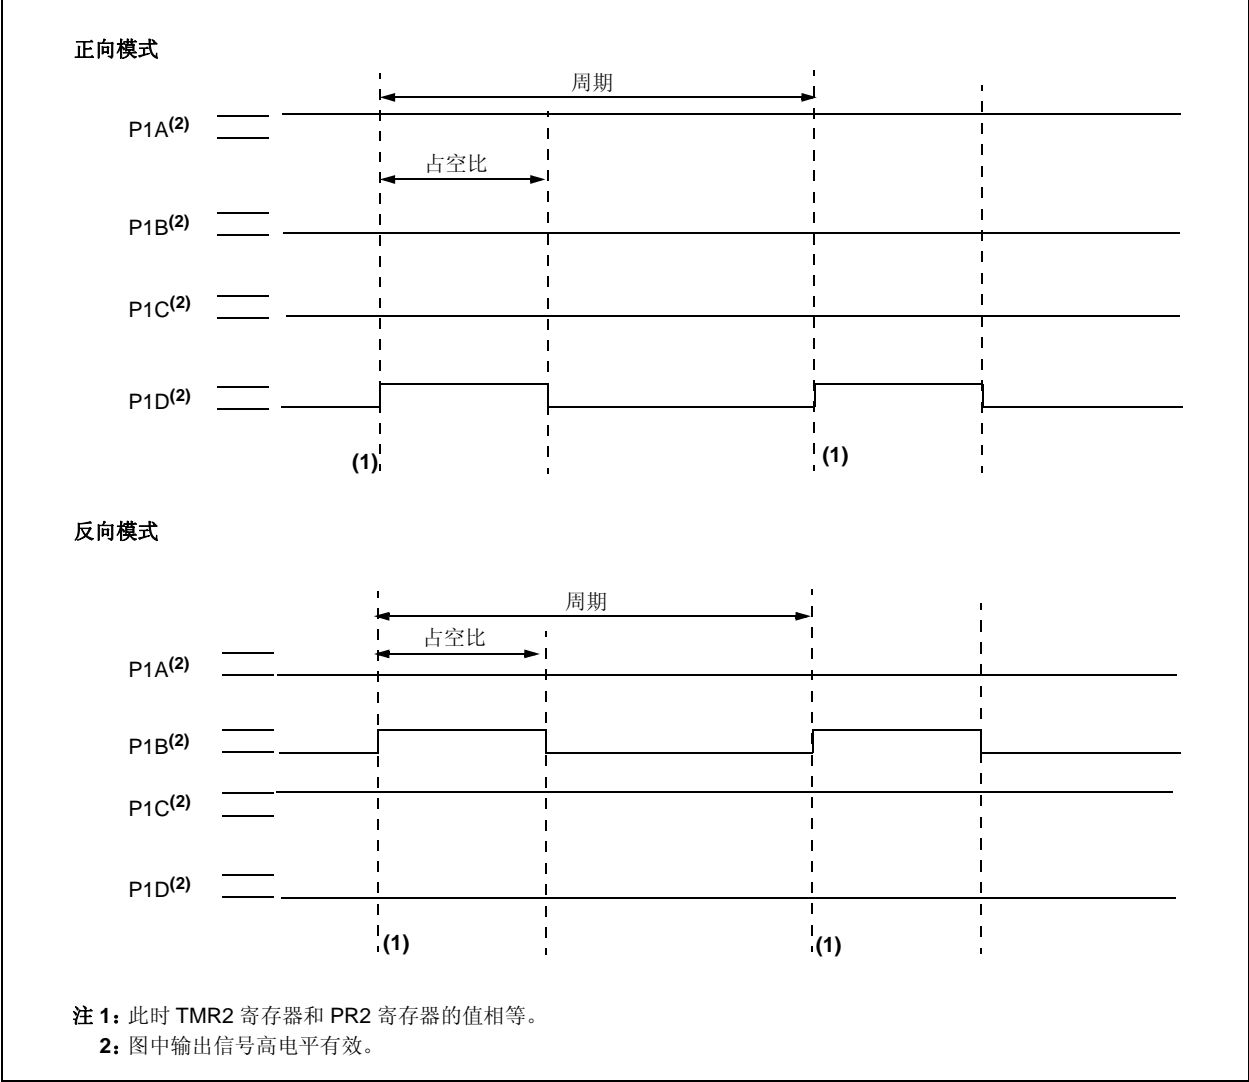 正向模式
周期
P1A(2)
占空比
P1B(2)
P1C(2)
P1D(2)
(1) (1)
反向模式
周期
占空比
P1A(2)
P1B(2)
P1C(2)
P1D(2)
(1) (1)
注 1：此时 TMR2 寄存器和 PR2 寄存器的值相等。
2：图中输出信号高电平有效。